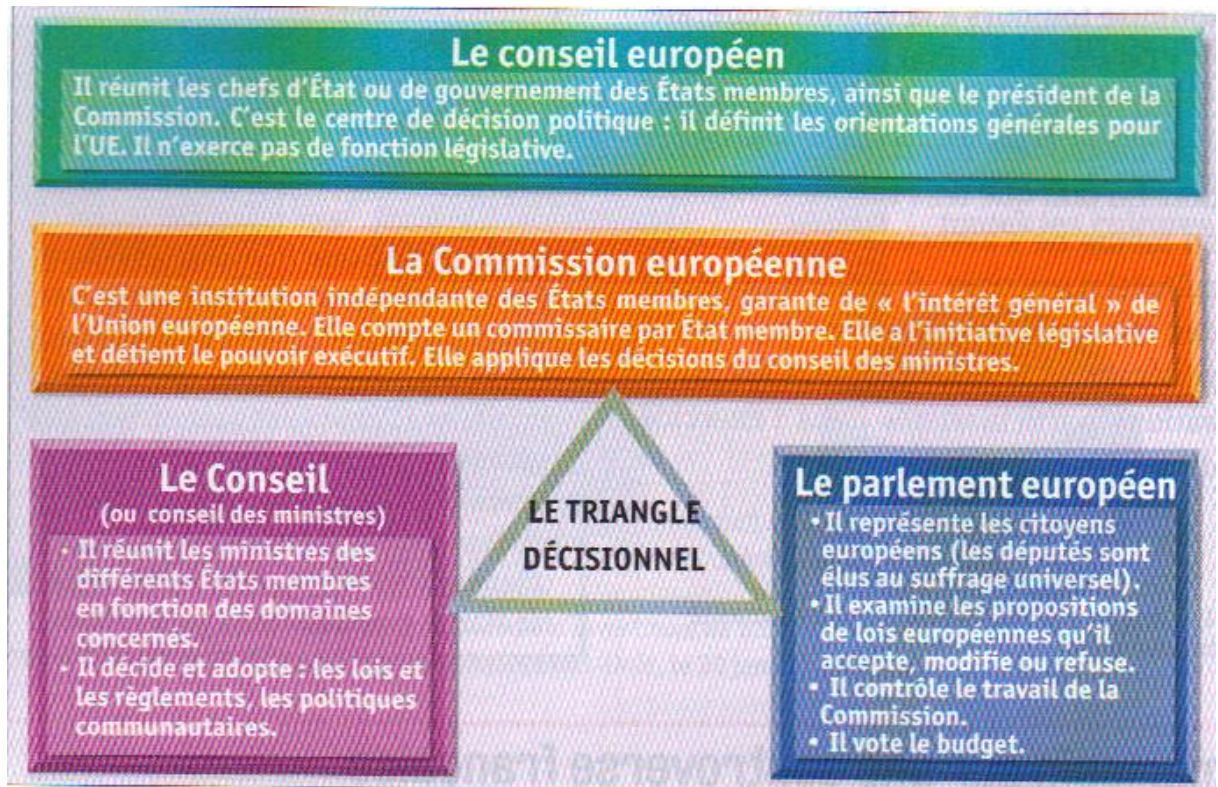 Le conseil européen
Il réunit les chefs d'État ou de gouvernement des États membres, ainsi que le président de la
Commission. C'est le centre de décision politique : il définit les orientations générales pour
l'UE. Il n'exerce pas de fonction législative.
La Commission européenne
C'est une institution indépendante des États membres, garante de « l'intérêt général » de
l'Union européenne. Elle compte un commissaire par État membre. Elle a l'initiative législative
et détient le pouvoir exécutif. Elle applique les décisions du conseil des ministres.
LE TRIANGLE
DÉCISIONNEL
Le Conseil
(ou conseil des ministres)
• Il réunit les ministres des
différents États membres
en fonction des domaines
concernés.
• Il décide et adopte : les lois et
les règlements, les politiques
communautaires.
Le parlement européen
• Il représente les citoyens
européens (les députés sont
élus au suffrage universel).
• Il examine les propositions
de lois européennes qu'il
accepte, modifie ou refuse.
• Il contrôle le travail de la
Commission.
• Il vote le budget.